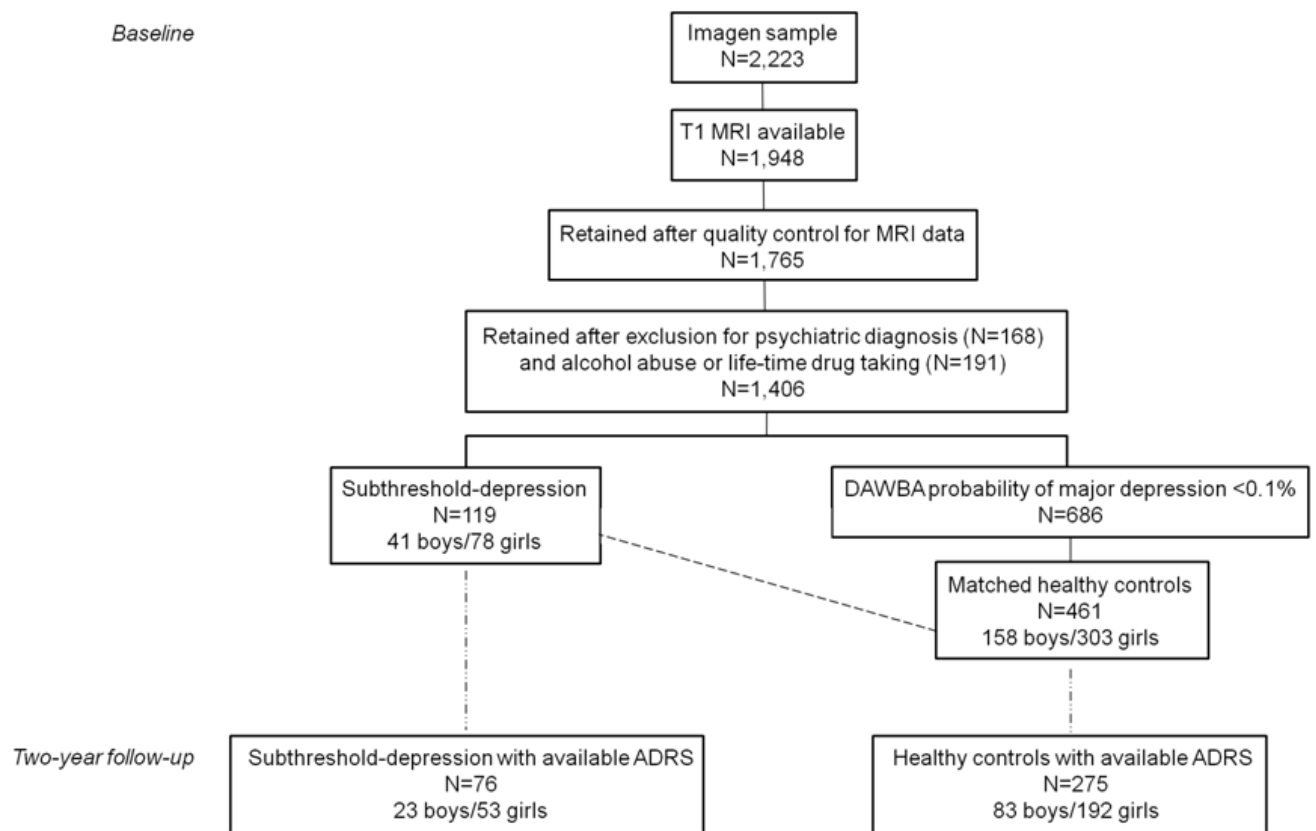 Baseline
Imagen sample
N=2,223
T1 MRI available
N=1,948
Retained after quality control for MRI data
N=1,765
Retained after exclusion for psychiatric diagnosis (N=168)
and alcohol abuse or life-time drug taking (N=191)
N=1,406
Subthreshold-depression
N=119
41 boys/78 girls
DAWBA probability of major depression <0.1%
N=686
Matched healthy controls
N=461
158 boys/303 girls
Two-year follow-up
Subthreshold-depression with available ADRS
N=76
23 boys/53 girls
Healthy controls with available ADRS
N=275
83 boys/192 girls